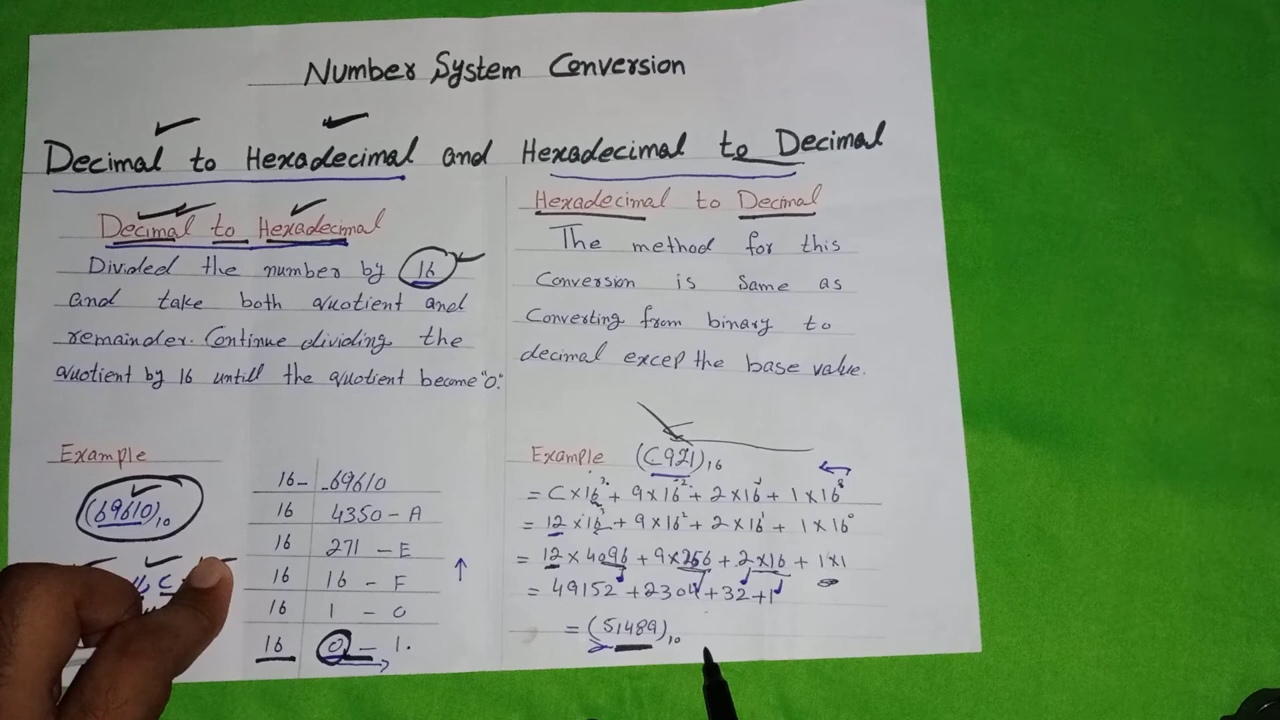 Number System Conversion
Decimal to Hexadecimal and Hexadecimal to Decimal
Decimal to Hexadecimal
Divided the number by 16
and take both quotient and
remainder. Continue dividing the
quotient by 16 untill the quotient become "0".
Example
(69610)₁₀
16 - 69610
16 4350 - A
16 271 - E
16 16 - F
16 1 - 0
16 0 - 1.
Hexadecimal to Decimal
The method for this
Conversion is same as
Converting from binary to
decimal excep the base value.
Example (C921)₁₆
= C×16³ + 9×16² + 2×16¹ + 1×16⁰
= 12×16³ + 9×16² + 2×16¹ + 1×16⁰
= 12×4096 + 9×256 + 2×16 + 1×1
= 49152 + 2304 + 32 + 1
= (51489)₁₀